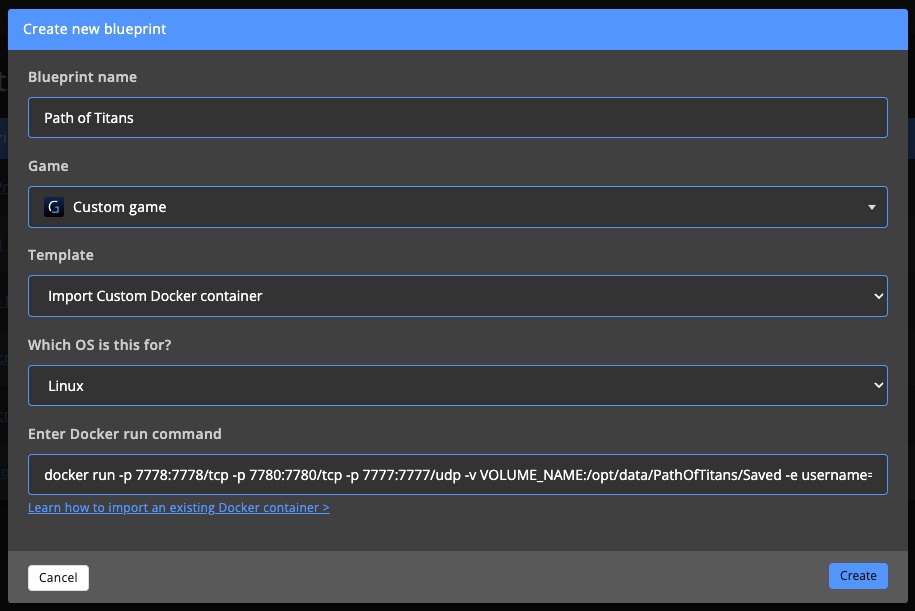 Create new blueprint
Blueprint name
Path of Titans
Game
G Custom game
Template
Import Custom Docker container
Which OS is this for?
Linux
Enter Docker run command
docker run -p 7778:7778/tcp -p 7780:7780/tcp -p 7777:7777/udp -v VOLUME_NAME:/opt/data/PathOfTitans/Saved -e username=
Learn how to import an existing Docker container >
Cancel
Create